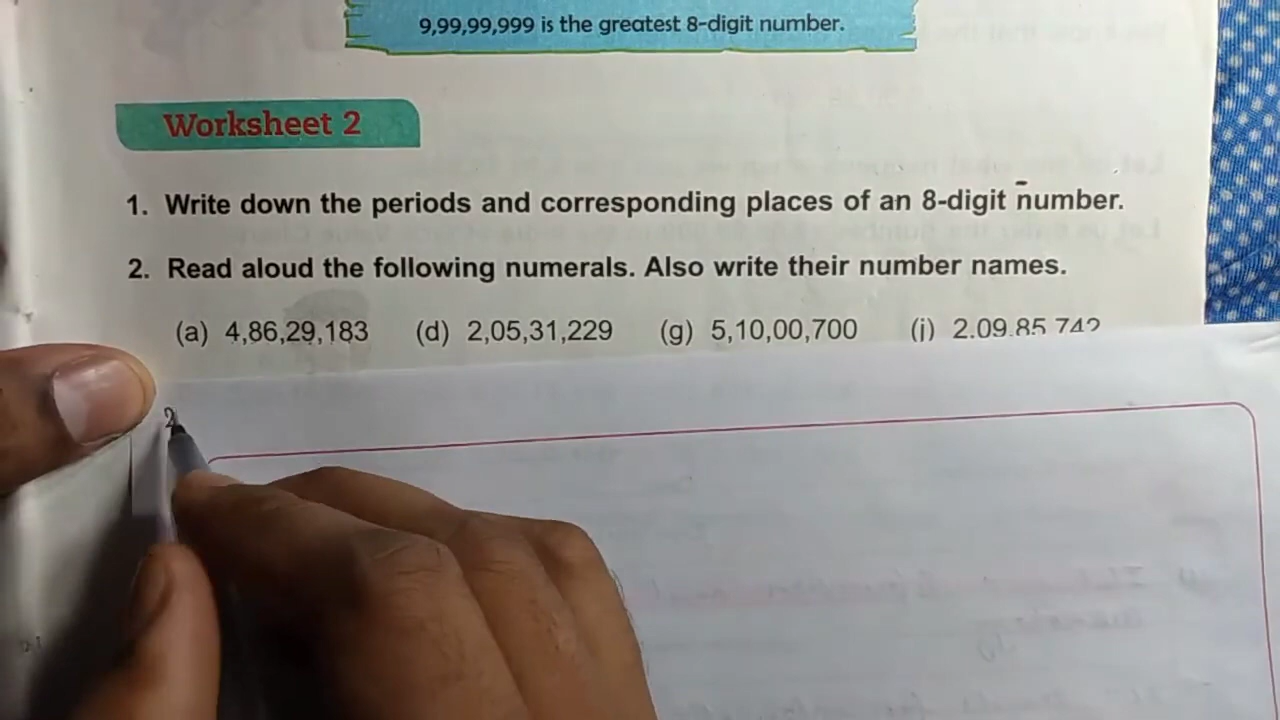 9,99,99,999 is the greatest 8-digit number.
Worksheet 2
1. Write down the periods and corresponding places of an 8-digit number.
2. Read aloud the following numerals. Also write their number names.
(a) 4,86,29,183 (d) 2,05,31,229 (g) 5,10,00,700 (j) 2,09,85,742
2